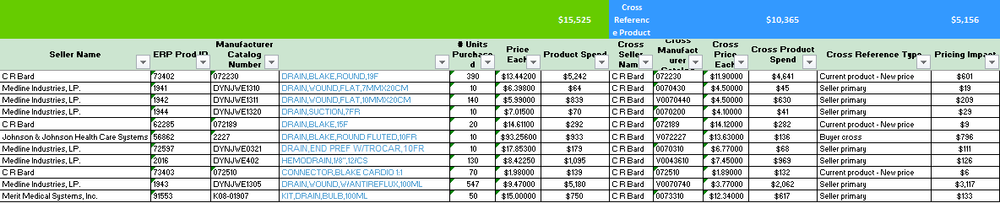 $15,525 Cross Referenc e Product $10,365 $5,156
Seller Name ERP Prod ID Manufacturer Catalog Number # Units Purchase d Price Each Product Spend Cross Seller Name Cross Manufact urer Catalog Cross Price Each Cross Product Spend Cross Reference Type Pricing Impact
C R Bard 73402 072230 DRAIN,BLAKE,ROUND,19F 390 $13.44200 $5,242 C R Bard 072230 $11.90000 $4,641 Current product - New price $601
Medline Industries, LP. 1941 DYNJWE1310 DRAIN,WOUND,FLAT,7MMX20CM 10 $6.39800 $64 C R Bard 0070430 $4.50000 $45 Seller primary $19
Medline Industries, LP. 1942 DYNJWE1311 DRAIN,WOUND,FLAT,10MMX20CM 140 $5.99000 $839 C R Bard V0070440 $4.50000 $630 Seller primary $209
Medline Industries, LP. 1944 DYNJWE1320 DRAIN,SUCTION,7FR 10 $7.01500 $70 C R Bard 0070200 $4.10000 $41 Seller primary $29
C R Bard 62285 072189 DRAIN,BLAKE,15F 20 $14.61100 $292 C R Bard 072189 $14.12000 $282 Current product - New price $9
Johnson & Johnson Health Care Systems 56862 2227 DRAIN,BLAKE,ROUND FLUTED,10FR 10 $93.25600 $933 C R Bard V072227 $13.63000 $136 Buyer cross $796
Medline Industries, LP. 72597 DYNJWE0321 DRAIN,END PREF W/TROCAR,10FR 10 $17.85300 $179 C R Bard 0070310 $6.77000 $68 Seller primary $111
Medline Industries, LP. 2016 DYNJWE402 HEMODRAIN,1/8",12/CS 130 $8.42250 $1,095 C R Bard V0043610 $7.45000 $969 Seller primary $126
C R Bard 73403 072510 CONNECTOR,BLAKE CARDIO 1:1 70 $1.98000 $139 C R Bard 072510 $1.89000 $132 Current product - New price $6
Medline Industries, LP. 1943 DYNJWE1305 DRAIN,WOUND,W/ANTIREFLUX,100ML 547 $9.47000 $5,180 C R Bard V0070740 $3.77000 $2,062 Seller primary $3,117
Merit Medical Systems, Inc. 91553 K08-01907 KIT,DRAIN,BULB,100ML 50 $15.00000 $750 C R Bard 0073310 $12.34000 $617 Seller primary $133